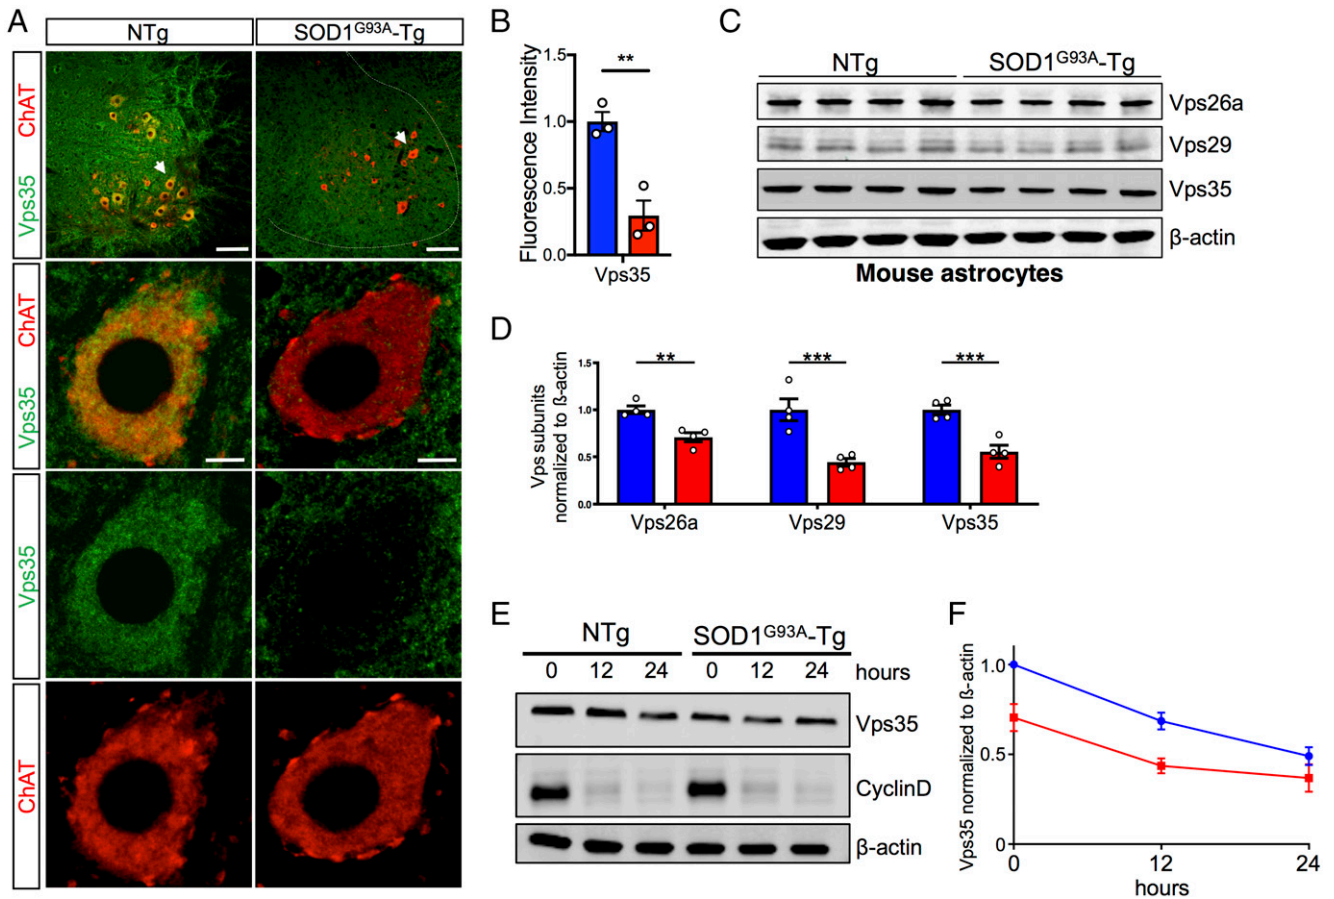 A
NTg
SOD1G93A-Tg
Vps35 ChAT
Vps35 ChAT
Vps35
ChAT
B
Fluorescence Intensity
1.5
1.0
0.5
0.0
**
Vps35
C
NTg
SOD1G93A-Tg
Vps26a
Vps29
Vps35
β-actin
Mouse astrocytes
D
Vps subunits
normalized to ß-actin
1.5
1.0
0.5
0.0
** *** ***
Vps26a Vps29 Vps35
E
NTg
SOD1G93A-Tg
0 12 24 0 12 24 hours
Vps35
CyclinD
β-actin
F
Vps35 normalized to ß-actin
1.0
0.5
0
0 12 24
hours